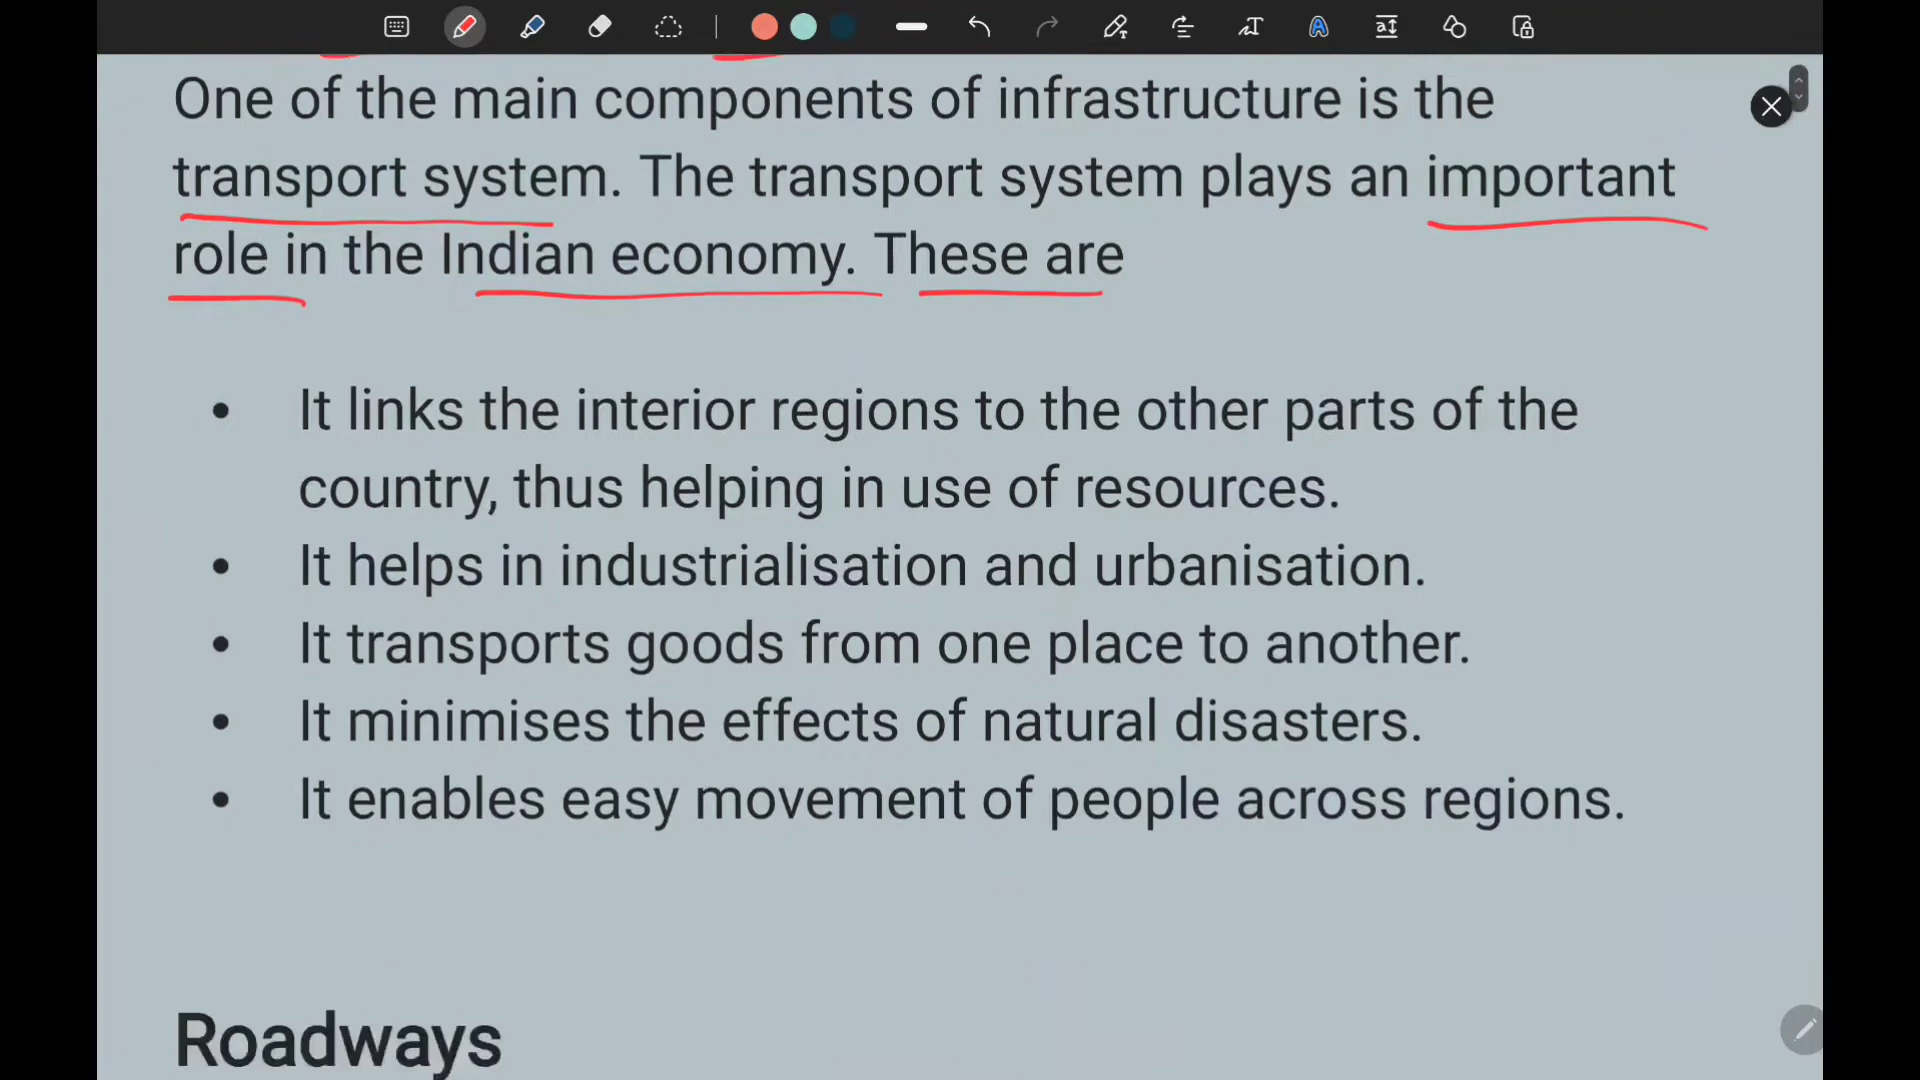 One of the main components of infrastructure is the
transport system. The transport system plays an important
role in the Indian economy. These are
• It links the interior regions to the other parts of the
country, thus helping in use of resources.
• It helps in industrialisation and urbanisation.
• It transports goods from one place to another.
• It minimises the effects of natural disasters.
• It enables easy movement of people across regions.
Roadways